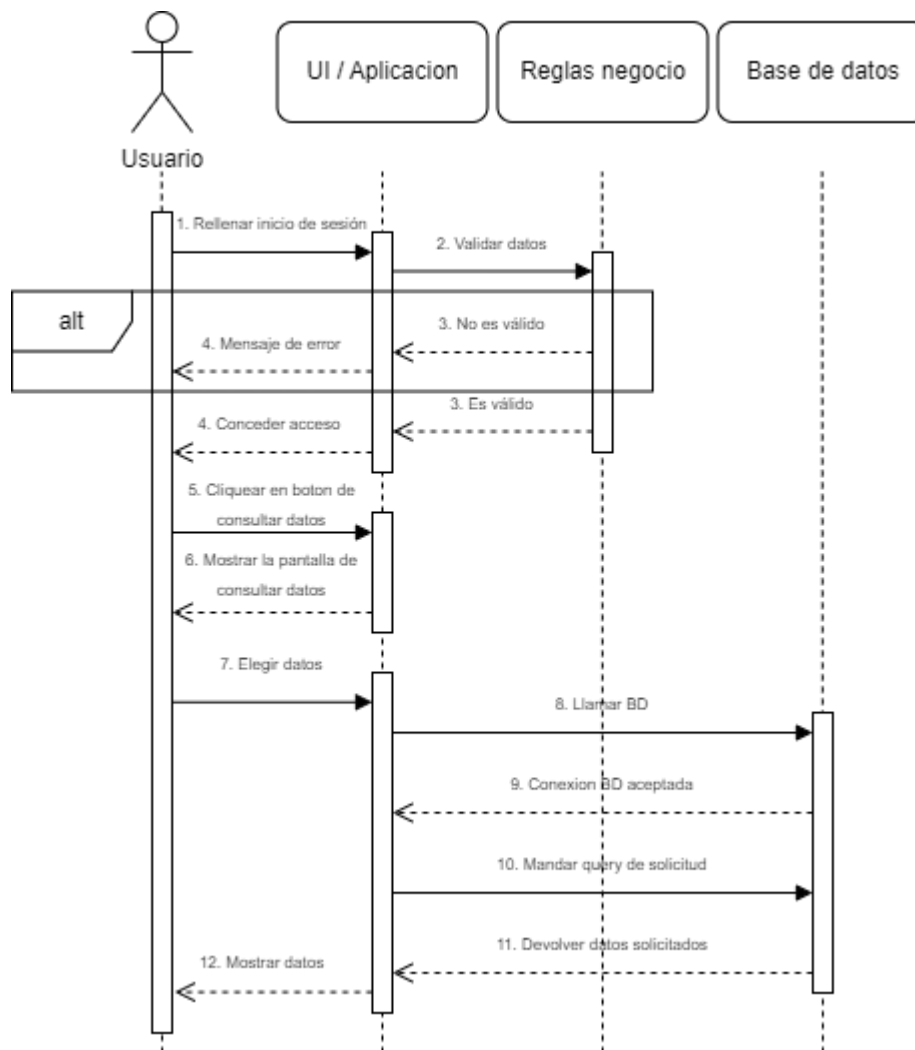 UI / Aplicacion
Reglas negocio
Base de datos
Usuario
1. Rellenar inicio de sesión
2. Validar datos
alt
3. No es válido
4. Mensaje de error
3. Es válido
4. Conceder acceso
5. Cliquear en boton de
consultar datos
6. Mostrar la pantalla de
consultar datos
7. Elegir datos
8. Llamar BD
9. Conexion BD aceptada
10. Mandar query de solicitud
11. Devolver datos solicitados
12. Mostrar datos